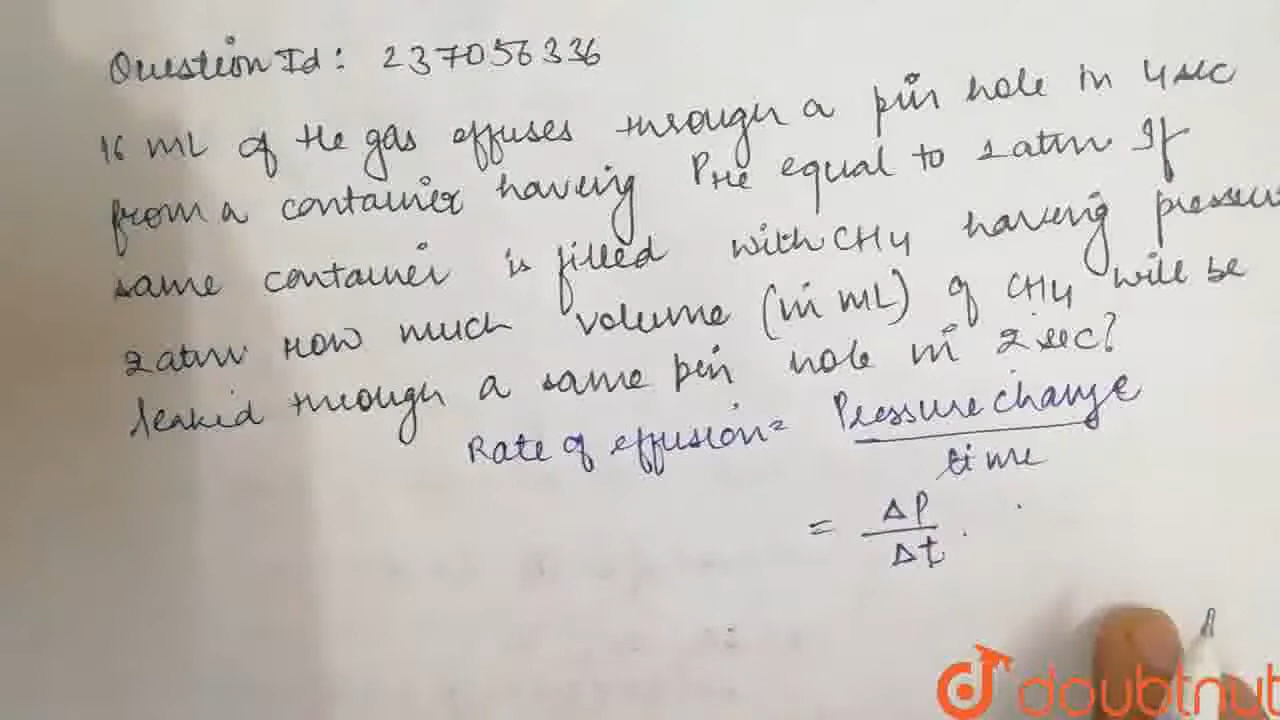 Question Id: 237056336
16 mL of He gas effuses through a pin hole in 4 sec
from a container having PHe equal to 1 atm If
same container is filled with CH4 having pressure
2 atm how much volume (in mL) of CH4 will be
leakid through a same pin hole in 2 sec?
Rate of effusion = Pressure change
time
= ΔP
Δt
doubtnut